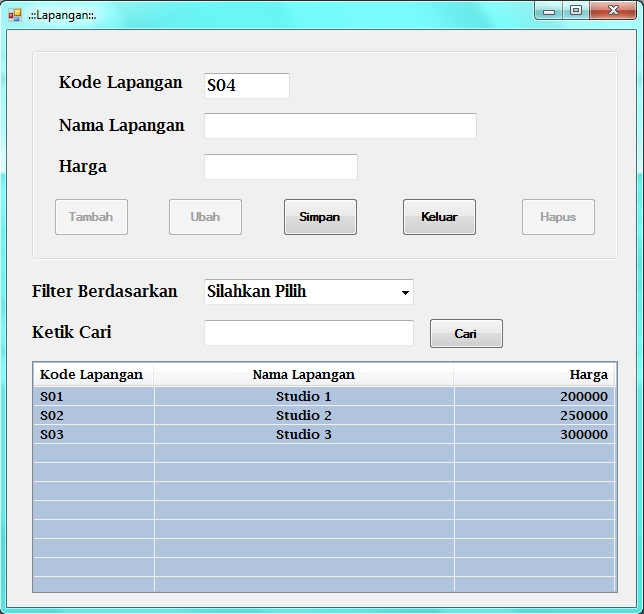 .::Lapangan::.
Kode Lapangan S04
Nama Lapangan
Harga
Tambah Ubah Simpan Keluar Hapus
Filter Berdasarkan Silahkan Pilih
Ketik Cari Cari
Kode Lapangan Nama Lapangan Harga
S01 Studio 1 200000
S02 Studio 2 250000
S03 Studio 3 300000